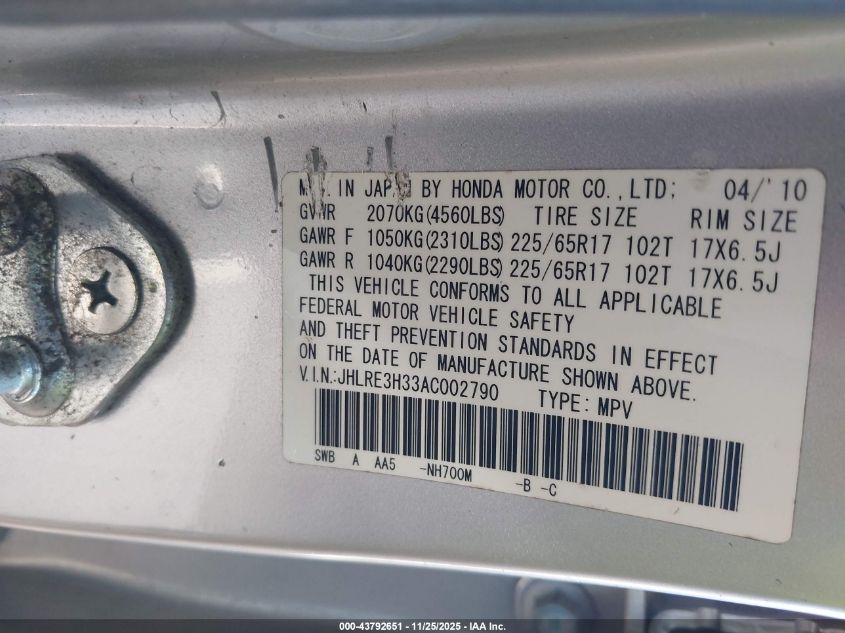 MFD. IN JAPAN BY HONDA MOTOR CO.,LTD; 04/'10
GVWR 2070KG(4560LBS) TIRE SIZE RIM SIZE
GAWR F 1050KG(2310LBS) 225/65R17 102T 17X6.5J
GAWR R 1040KG(2290LBS) 225/65R17 102T 17X6.5J
THIS VEHICLE CONFORMS TO ALL APPLICABLE
FEDERAL MOTOR VEHICLE SAFETY
AND THEFT PREVENTION STANDARDS IN EFFECT
ON THE DATE OF MANUFACTURE SHOWN ABOVE.
V.I.N.:JHLRE3H33AC002790 TYPE: MPV
SWB A AA5 -NH700M -B -C
000-43792651 - 11/25/2025 - IAA Inc.